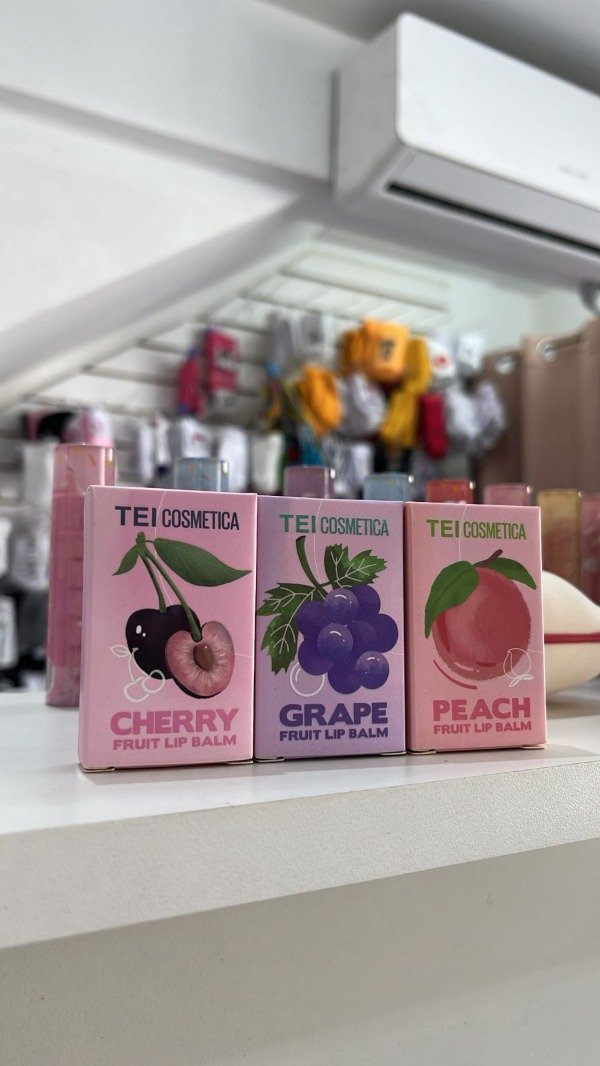 TEI COSMETICA
CHERRY
FRUIT LIP BALM
TEI COSMETICA
GRAPE
FRUIT LIP BALM
TEI COSMETICA
PEACH
FRUIT LIP BALM